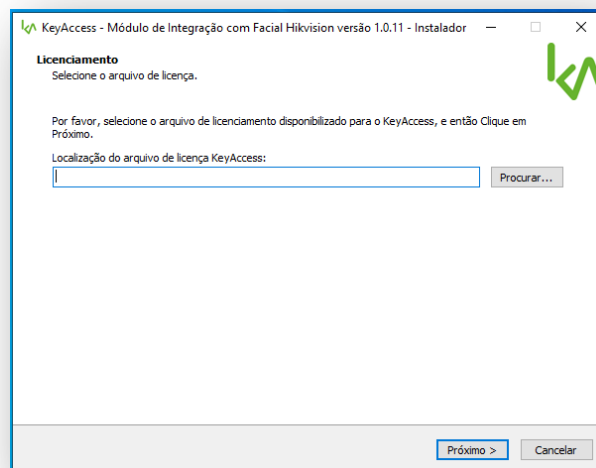 KeyAccess - Módulo de Integração com Facial Hikvision versão 1.0.11 - Instalador
Licenciamento
Selecione o arquivo de licença.
Por favor, selecione o arquivo de licenciamento disponibilizado para o KeyAccess, e então Clique em
Próximo.
Localização do arquivo de licença KeyAccess:
Procurar...
Próximo >
Cancelar